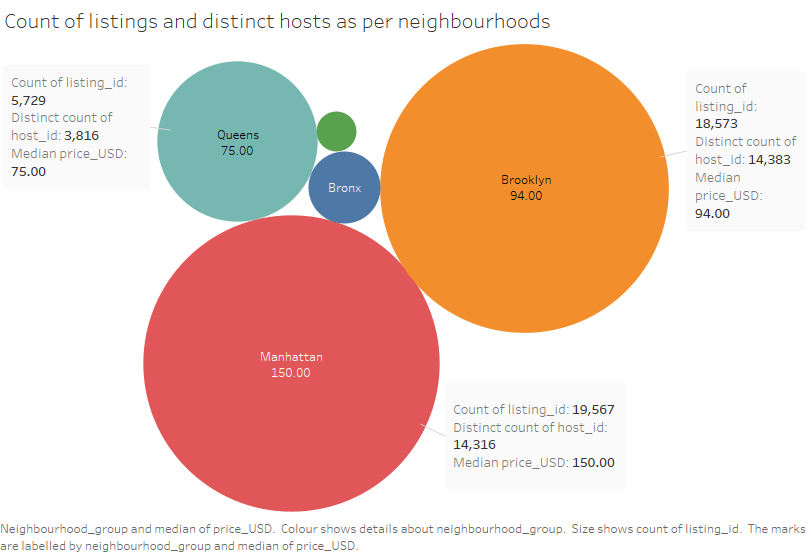 Count of listings and distinct hosts as per neighbourhoods
Count of listing_id:
5,729
Distinct count of
host_id: 3,816
Median price_USD:
75.00
Queens
75.00
Bronx
Brooklyn
94.00
Count of
listing_id:
18,573
Distinct count of
host_id: 14,383
Median
price_USD:
94.00
Manhattan
150.00
Count of listing_id: 19,567
Distinct count of host_id:
14,316
Median price_USD: 150.00
Neighbourhood_group and median of price_USD.  Colour shows details about neighbourhood_group.  Size shows count of listing_id.  The marks
are labelled by neighbourhood_group and median of price_USD.